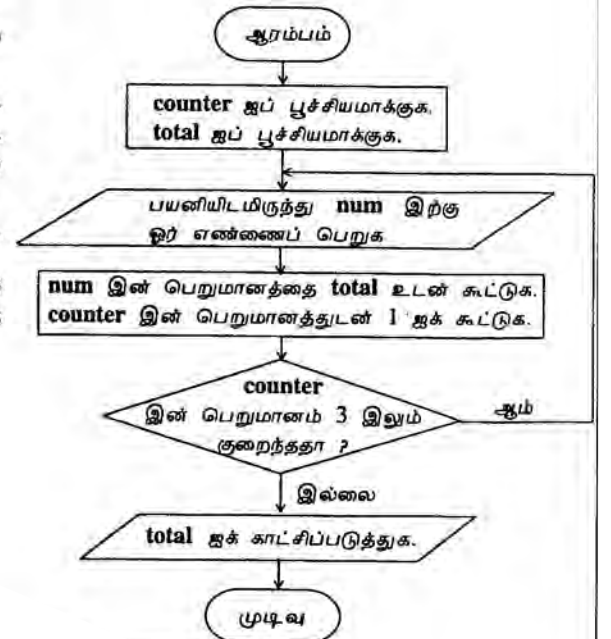 ஆரம்பம்
counter ஐப் பூச்சியமாக்குக.
total ஐப் பூச்சியமாக்குக.
பயனியிடமிருந்து num இற்கு
ஓர் எண்ணைப் பெறுக
num இன் பெறுமானத்தை total உடன் கூட்டுக.
counter இன் பெறுமானத்துடன் 1 ஐக் கூட்டுக.
counter
இன் பெறுமானம் 3 இலும்
குறைந்ததா ?
ஆம்
இல்லை
total ஐக் காட்சிப்படுத்துக.
முடிவு